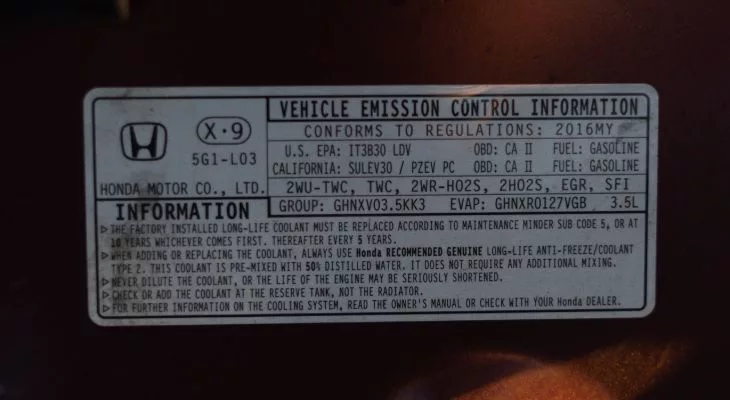 X·9
5G1-L03
HONDA MOTOR CO., LTD.
VEHICLE EMISSION CONTROL INFORMATION
CONFORMS TO REGULATIONS: 2016MY
U.S. EPA: IT3B30 LDV OBD: CA II FUEL: GASOLINE
CALIFORNIA: SULEV30 / PZEV PC OBD: CA II FUEL: GASOLINE
2WU-TWC, TWC, 2WR-HO2S, 2HO2S, EGR, SFI
GROUP: GHNXV03.5KK3 EVAP: GHNXR0127VGB 3.5L
INFORMATION
▷THE FACTORY INSTALLED LONG-LIFE COOLANT MUST BE REPLACED ACCORDING TO MAINTENANCE MINDER SUB CODE 5, OR AT
10 YEARS WHICHEVER COMES FIRST. THEREAFTER EVERY 5 YEARS.
▷WHEN ADDING OR REPLACING THE COOLANT, ALWAYS USE Honda RECOMMENDED GENUINE LONG-LIFE ANTI-FREEZE/COOLANT
TYPE 2. THIS COOLANT IS PRE-MIXED WITH 50% DISTILLED WATER. IT DOES NOT REQUIRE ANY ADDITIONAL MIXING.
▷NEVER DILUTE THE COOLANT, OR THE LIFE OF THE ENGINE MAY BE SERIOUSLY SHORTENED.
▷CHECK OR ADD THE COOLANT AT THE RESERVE TANK, NOT THE RADIATOR.
▷FOR FURTHER INFORMATION ON THE COOLING SYSTEM, READ THE OWNER'S MANUAL OR CHECK WITH YOUR Honda DEALER.